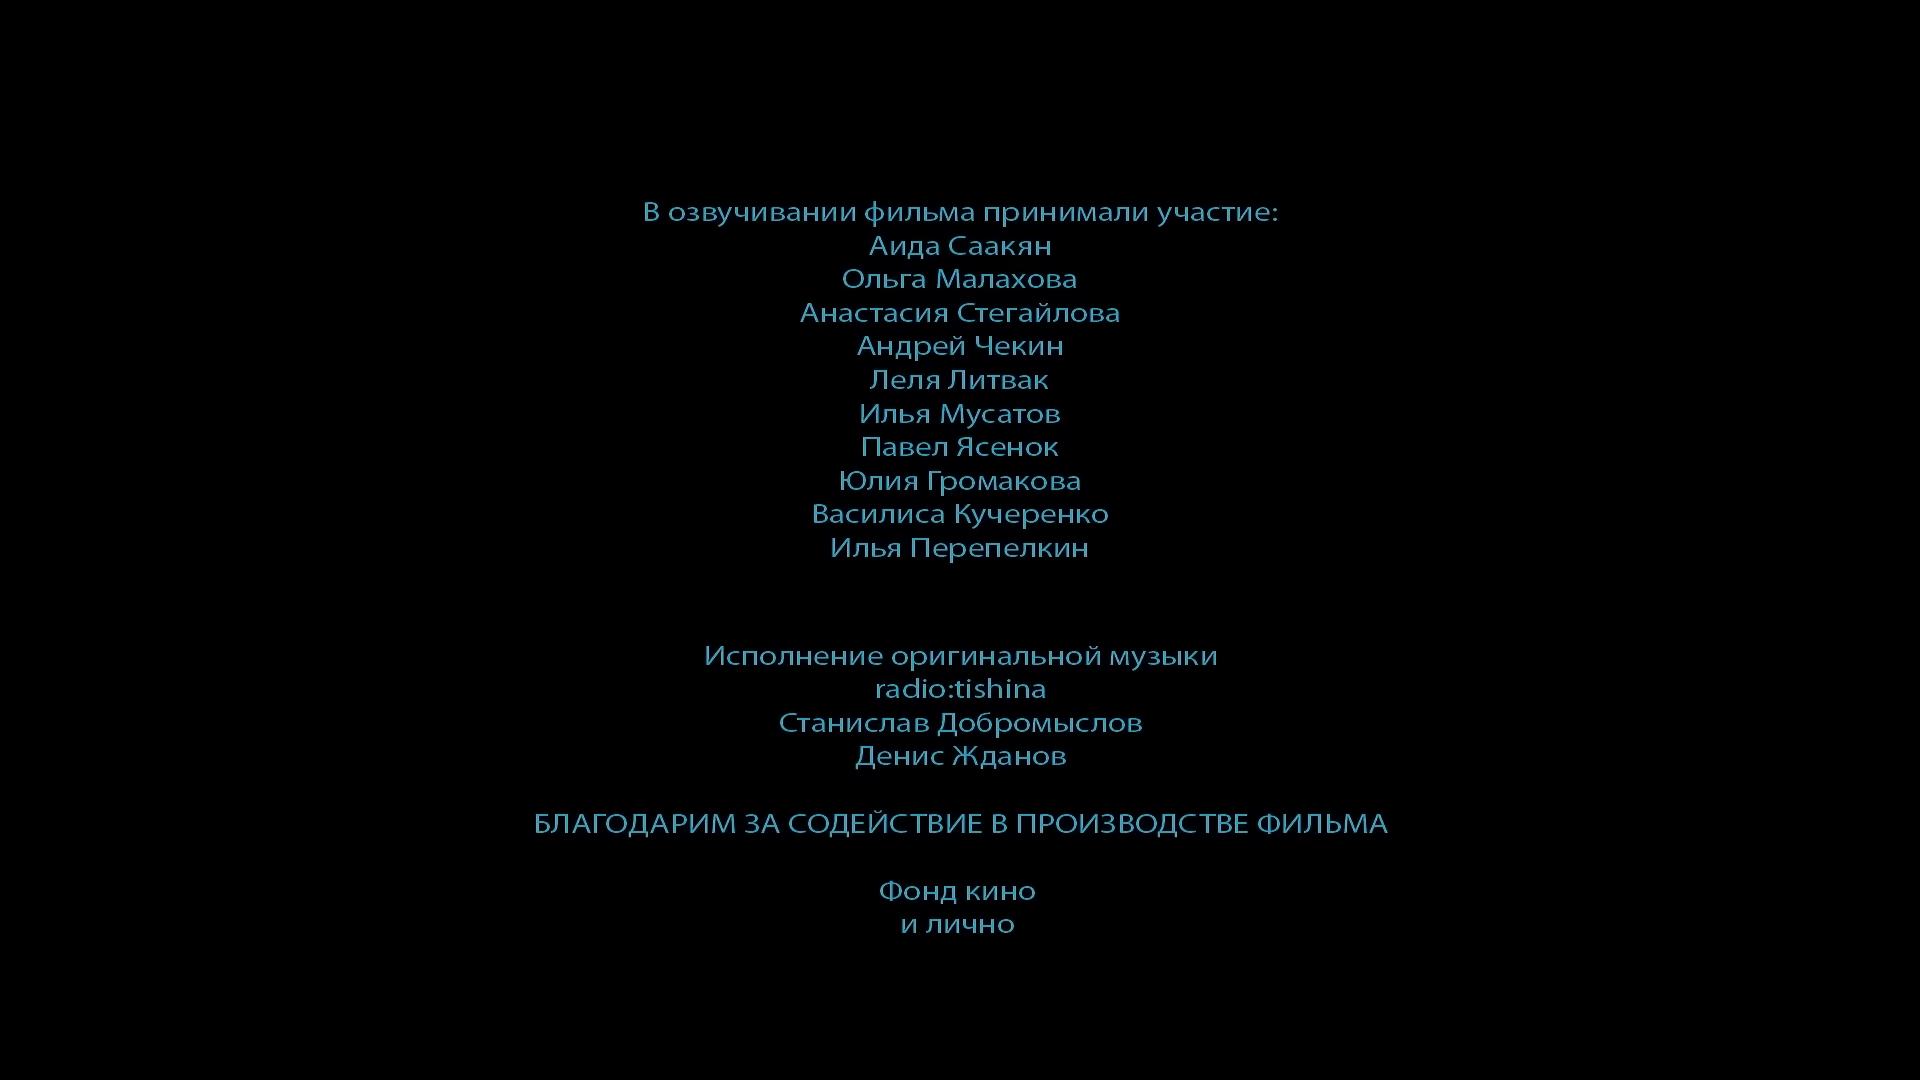 В озвучивании фильма принимали участие:
Аида Саакян
Ольга Малахова
Анастасия Стегайлова
Андрей Чекин
Леля Литвак
Илья Мусатов
Павел Ясенок
Юлия Громакова
Василиса Кучеренко
Илья Перепелкин
Исполнение оригинальной музыки
radio:tishina
Станислав Добромыслов
Денис Жданов
БЛАГОДАРИМ ЗА СОДЕЙСТВИЕ В ПРОИЗВОДСТВЕ ФИЛЬМА
Фонд кино
и лично